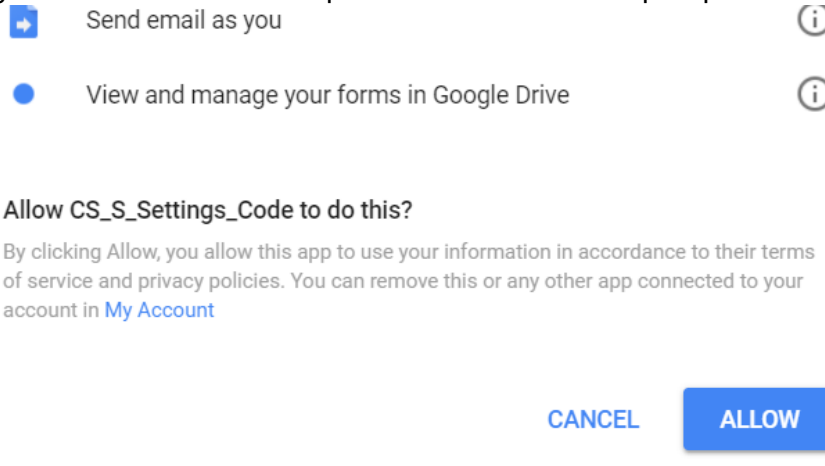 Send email as you
View and manage your forms in Google Drive
Allow CS_S_Settings_Code to do this?
By clicking Allow, you allow this app to use your information in accordance to their terms
of service and privacy policies. You can remove this or any other app connected to your
account in My Account
CANCEL ALLOW